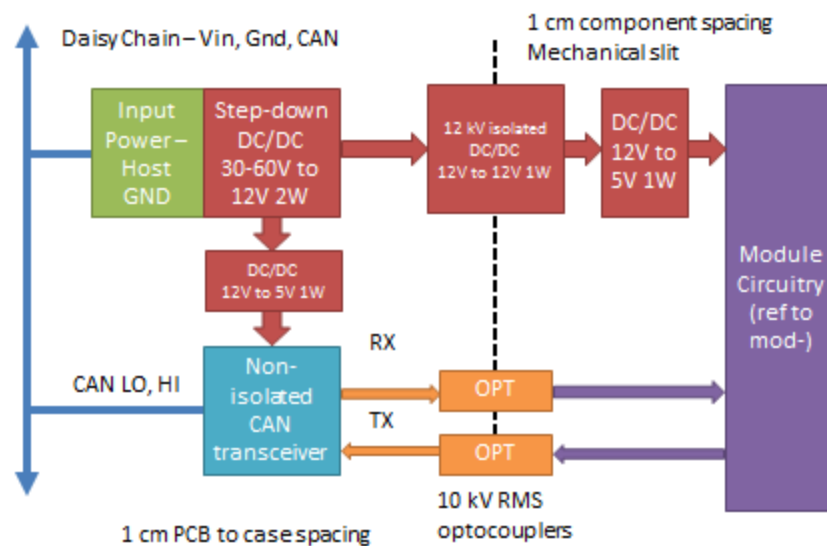 Daisy Chain – Vin, Gnd, CAN
1 cm component spacing
Mechanical slit
Input
Power –
Host
GND
Step-down
DC/DC
30-60V to
12V 2W
12 kV isolated
DC/DC
12V to 12V 1W
DC/DC
12V to
5V 1W
Module
Circuitry
(ref to
mod-)
DC/DC
12V to 5V 1W
CAN LO, HI
Non-
isolated
CAN
transceiver
RX
OPT
TX
OPT
10 kV RMS
optocouplers
1 cm PCB to case spacing